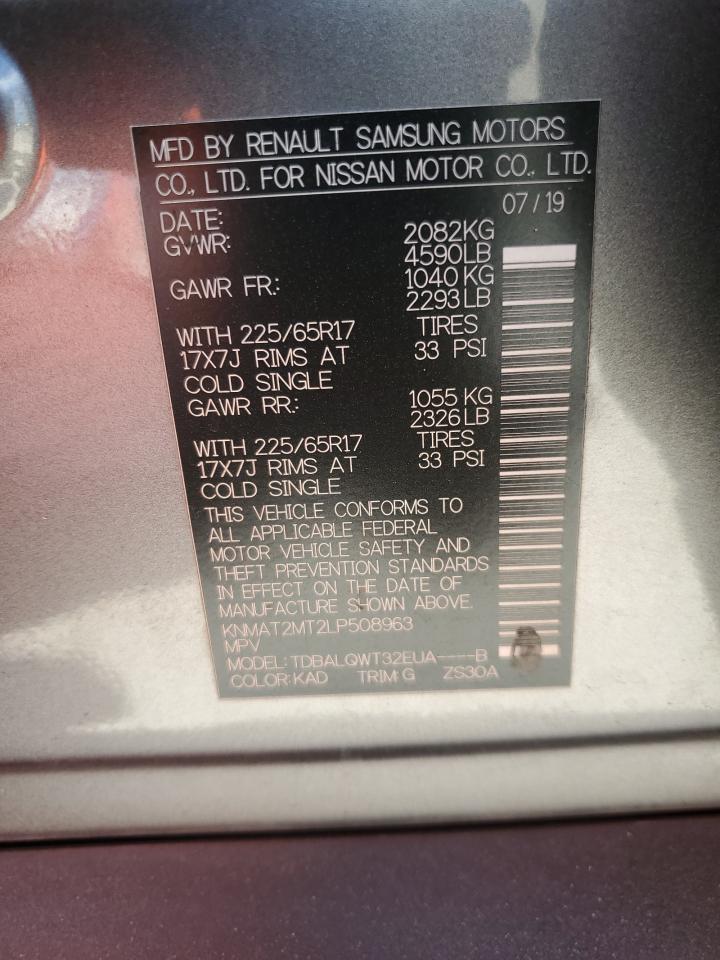 MFD BY RENAULT SAMSUNG MOTORS
CO., LTD. FOR NISSAN MOTOR CO., LTD.
DATE: 07/19
GVWR: 2082KG
4590LB
GAWR FR: 1040KG
2293LB
WITH 225/65R17 TIRES
17X7J RIMS AT 33 PSI
COLD SINGLE
GAWR RR: 1055KG
2326LB
WITH 225/65R17 TIRES
17X7J RIMS AT 33 PSI
COLD SINGLE
THIS VEHICLE CONFORMS TO
ALL APPLICABLE FEDERAL
MOTOR VEHICLE SAFETY AND
THEFT PREVENTION STANDARDS
IN EFFECT ON THE DATE OF
MANUFACTURE SHOWN ABOVE.
KNMAT2MT2LP508963
MPV
MODEL: TDBALQWT32EUA----B
COLOR: KAD TRIM: G ZS30A